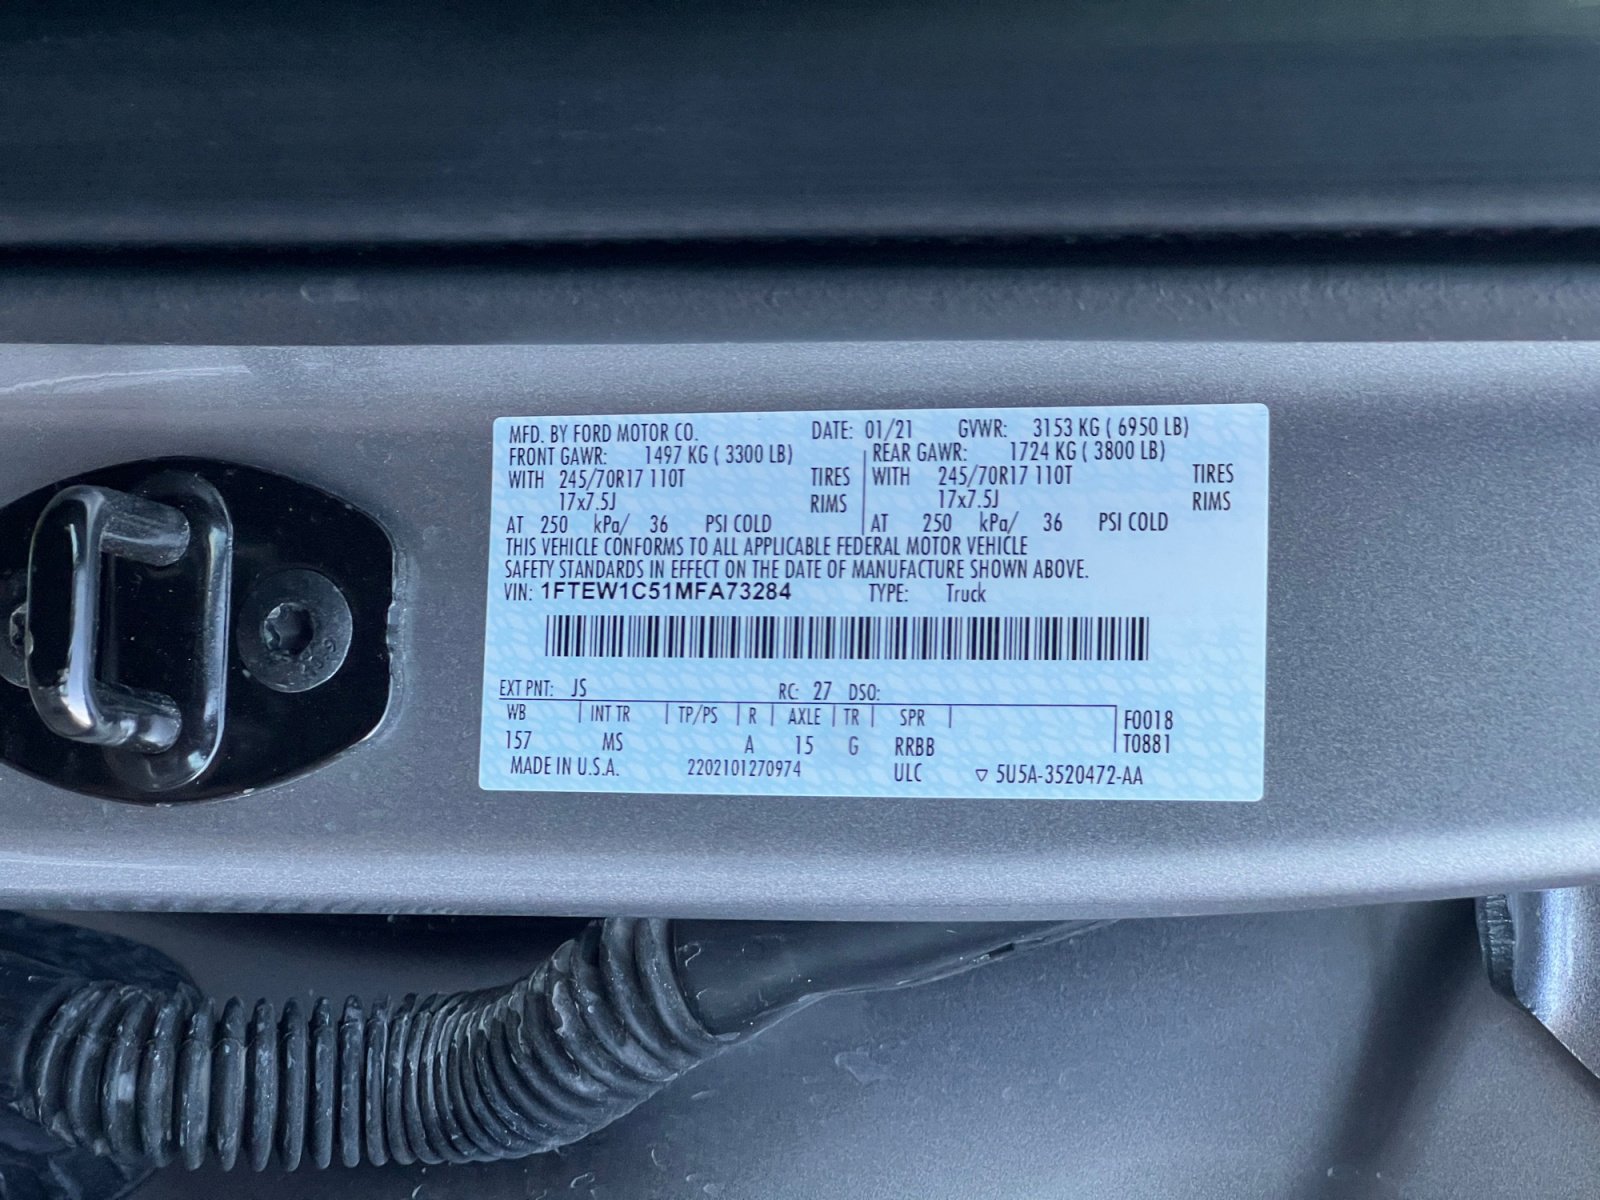 MFD. BY FORD MOTOR CO. DATE: 01/21 GVWR: 3153 KG ( 6950 LB)
FRONT GAWR: 1497 KG ( 3300 LB) REAR GAWR: 1724 KG ( 3800 LB)
WITH 245/70R17 110T TIRES WITH 245/70R17 110T TIRES
17x7.5J RIMS 17x7.5J RIMS
AT 250 kPa/ 36 PSI COLD AT 250 kPa/ 36 PSI COLD
THIS VEHICLE CONFORMS TO ALL APPLICABLE FEDERAL MOTOR VEHICLE
SAFETY STANDARDS IN EFFECT ON THE DATE OF MANUFACTURE SHOWN ABOVE.
VIN: 1FTEW1C51MFA73284 TYPE: Truck
EXT PNT: JS RC: 27 DSO:
WB INT TR TP/PS R AXLE TR SPR F0018
157 MS A 15 G RRBB T0881
MADE IN U.S.A. 2202101270974 ULC ▽ 5U5A-3520472-AA